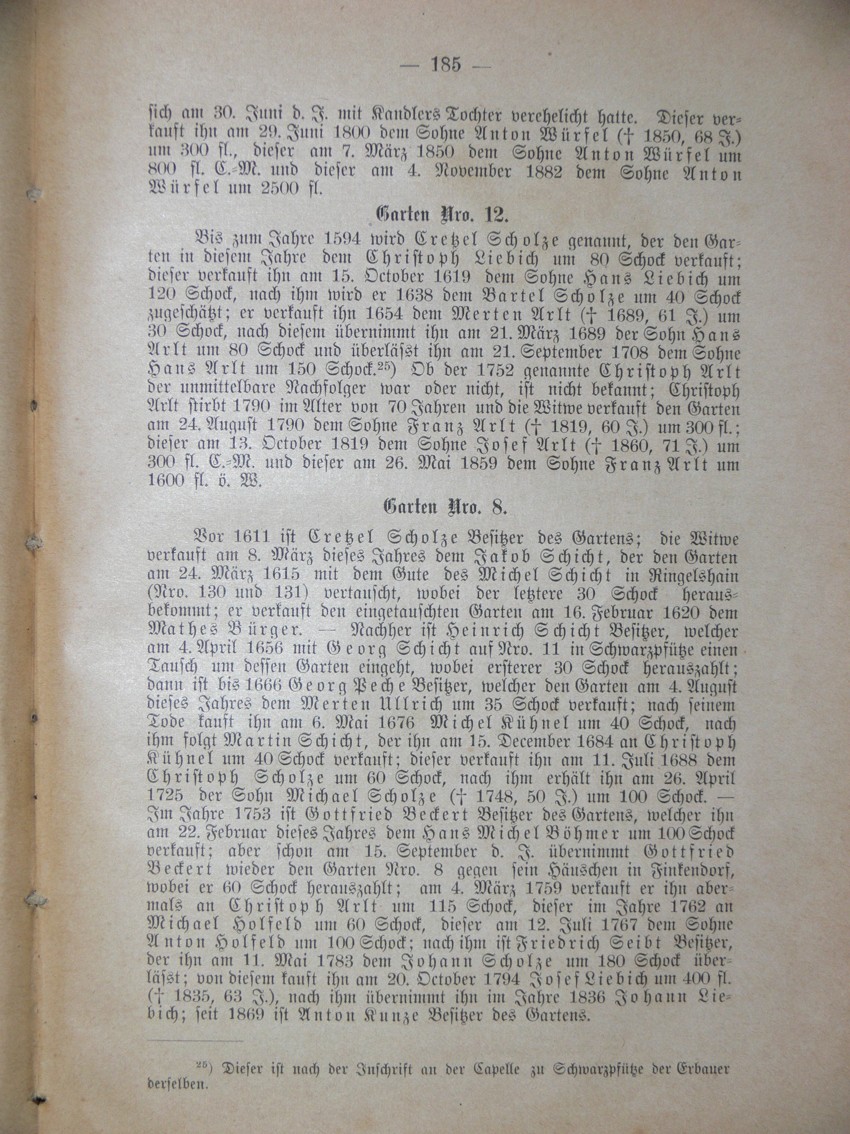 — 185 —
sich am 30. Juni d. J. mit Kandlers Tochter verehelicht hatte. Dieser ver-
kauft ihn am 29. Juni 1800 dem Sohne Anton Würfel († 1850, 68 J.)
um 300 fl., dieser am 7. März 1850 dem Sohne Anton Würfel um
800 fl. C.-M. und dieser am 4. November 1882 dem Sohne Anton
Würfel um 2500 fl.
Garten Nro. 12.
Bis zum Jahre 1594 wird Cretzel Scholze genannt, der den Gar-
ten in diesem Jahre dem Christoph Liebich um 80 Schock verkauft;
dieser verkauft ihn am 15. October 1619 dem Sohne Hans Liebich um
120 Schock, nach ihm wird er 1638 dem Bartel Scholze um 40 Schock
zugeschätzt; er verkauft ihn 1654 dem Merten Arlt († 1689, 61 J.) um
30 Schock, nach diesem übernimmt ihn am 21. März 1689 der Sohn Hans
Arlt um 80 Schock und überläſst ihn am 21. September 1708 dem Sohne
Hans Arlt um 150 Schock.²⁵) Ob der 1752 genannte Christoph Arlt
der unmittelbare Nachfolger war oder nicht, ist nicht bekannt; Christoph
Arlt stirbt 1790 im Alter von 70 Jahren und die Witwe verkauft den Garten
am 24. August 1790 dem Sohne Franz Arlt († 1819, 60 J.) um 300 fl.;
dieser am 13. October 1819 dem Sohne Josef Arlt († 1860, 71 J.) um
300 fl. C.-M. und dieser am 26. Mai 1859 dem Sohne Franz Arlt um
1600 fl. ö. W.
Garten Nro. 8.
Vor 1611 ist Cretzel Scholze Besitzer des Gartens; die Witwe
verkauft am 8. März dieses Jahres dem Jakob Schicht, der den Garten
am 24. März 1615 mit dem Gute des Michel Schicht in Ringelshain
(Nro. 130 und 131) vertauscht, wobei der letztere 30 Schock heraus-
bekommt; er verkauft den eingetauschten Garten am 16. Februar 1620 dem
Mathes Bürger. — Nachher ist Heinrich Schicht Besitzer, welcher
am 4. April 1656 mit Georg Schicht auf Nro. 11 in Schwarzpfütze einen
Tausch um dessen Garten eingeht, wobei ersterer 30 Schock herauszahlt;
dann ist bis 1666 Georg Peche Besitzer, welcher den Garten am 4. August
dieses Jahres dem Merten Ullrich um 35 Schock verkauft; nach seinem
Tode kauft ihn am 6. Mai 1676 Michel Kühnel um 40 Schock, nach
ihm folgt Martin Schicht, der ihn am 15. December 1684 an Christoph
Kühnel um 40 Schock verkauft; dieser verkauft ihn am 11. Juli 1688 dem
Christoph Scholze um 60 Schock, nach ihm erhält ihn am 26. April
1725 der Sohn Michael Scholze († 1748, 50 J.) um 100 Schock. —
Im Jahre 1753 ist Gottfried Beckert Besitzer des Gartens, welcher ihn
am 22. Februar dieses Jahres dem Hans Michel Böhmer um 100 Schock
verkauft; aber schon am 15. September d. J. übernimmt Gottfried
Beckert wieder den Garten Nro. 8 gegen sein Häuschen in Finkendorf,
wobei er 60 Schock herauszahlt; am 4. März 1759 verkauft er ihn aber-
mals an Christoph Arlt um 115 Schock, dieser im Jahre 1762 an
Michael Holfeld um 60 Schock, dieser am 12. Juli 1767 dem Sohne
Anton Holfeld um 100 Schock; nach ihm ist Friedrich Seibt Besitzer,
der ihn am 11. Mai 1783 dem Johann Scholze um 180 Schock über-
läſst; von diesem kauft ihn am 20. October 1794 Josef Liebich um 400 fl.
(† 1835, 63 J.), nach ihm übernimmt ihn im Jahre 1836 Johann Lie-
bich; seit 1869 ist Anton Kunze Besitzer des Gartens.
²⁵) Dieser ist nach der Inschrift an der Capelle zu Schwarzpfütze der Erbauer
derselben.